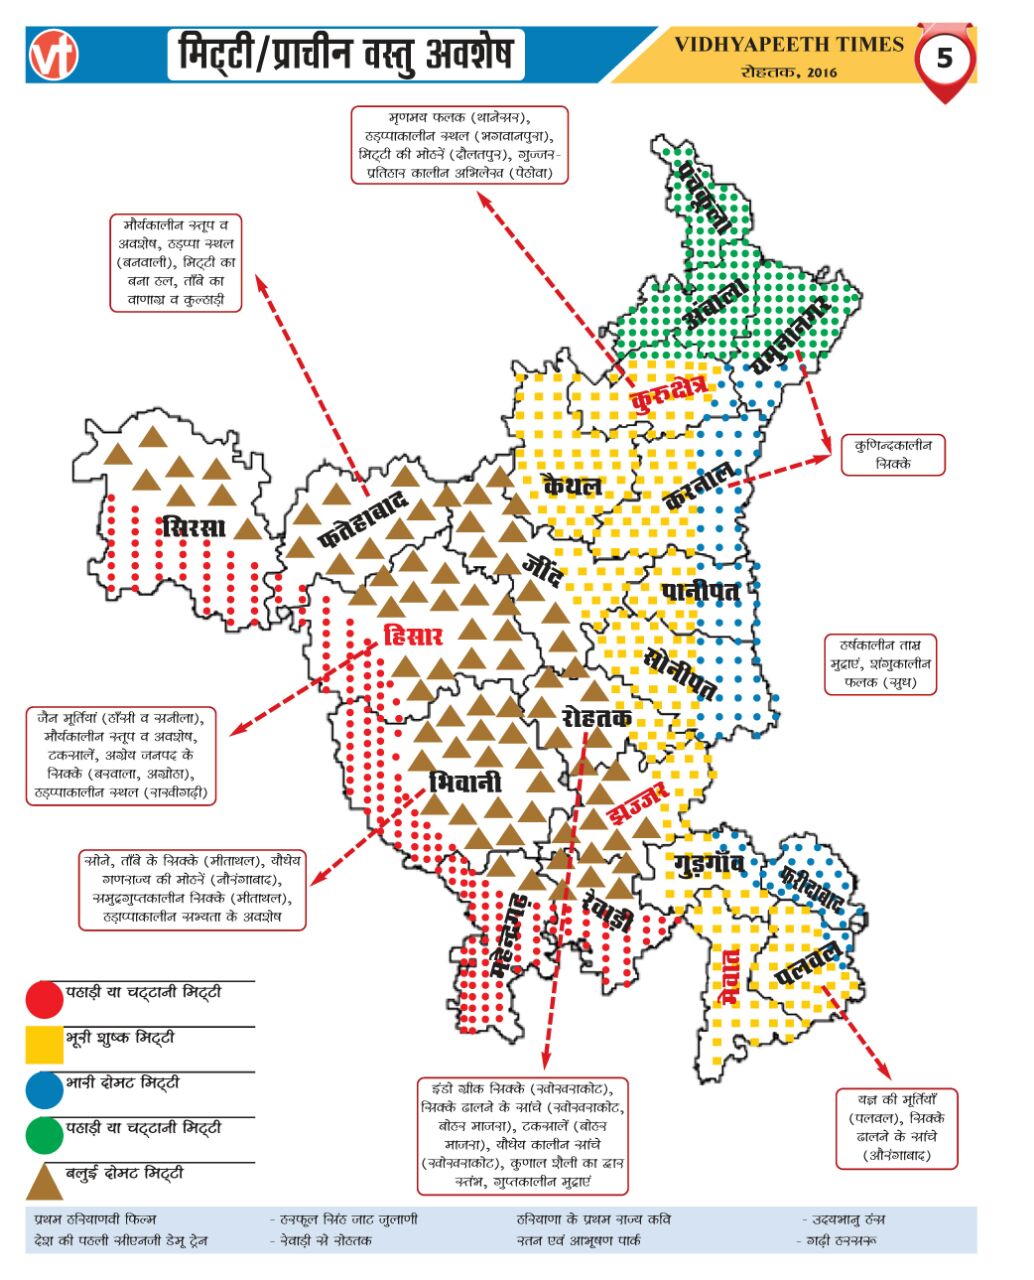 vt
मिट्टी/प्राचीन वस्तु अवशेष
VIDHYAPEETH TIMES
रोहतक, 2016
5
मृणमय फलक (थानेसर),
हड़प्पाकालीन स्थल (भगवानपुरा),
मिट्टी की मोहरें (दौलतपुर), गुज्जर-
प्रतिहार कालीन अभिलेख (पेहोवा)
मौर्यकालीन स्तूप व
अवशेष, हड़प्पा स्थल
(बनवाली), मिट्टी का
बना हल, ताँबे का
वाणाग्र व कुल्हाड़ी
पंचकूला
अंबाला
यमुनानगर
कुरूक्षेत्र
कुणिन्दकालीन
सिक्के
कैथल
करनाल
सिरसा
फतेहाबाद
जींद
पानीपत
हिसार
सोनीपत
हर्षकालीन ताम्र
मुद्राएं, शंगुकालीन
फलक (सुध)
रोहतक
जैन मूर्तियां (हाँसी व सनीला),
मौर्यकालीन स्तूप व अवशेष,
टकसालें, अग्रेय जनपद के
सिक्के (बरवाला, अग्रोहा),
हड़प्पाकालीन स्थल (राखीगढ़ी)
भिवानी
झज्जर
सोने, ताँबे के सिक्के (मीताथल), यौधेय
गणराज्य की मोहरें (नौरंगाबाद),
समुद्रगुप्तकालीन सिक्के (मीताथल),
हड़ाप्पाकालीन सभ्यता के अवशेष
गुड़गाँव
फरीदाबाद
महेन्द्रगढ़
रेवाड़ी
मेवात
पलवल
पहाड़ी या चट्टानी मिट्टी
भूरी शुष्क मिट्टी
भारी दोमट मिट्टी
पहाड़ी या चट्टानी मिट्टी
बलुई दोमट मिट्टी
इंडो ग्रीक सिक्के (खोखराकोट),
सिक्के ढालने के सांचे (खोखराकोट,
बोहर माजरा), टकसालें (बोहर
माजरा), यौधेय कालीन सांचे
(खोखराकोट), कुणाल शैली का द्वार
स्तंभ, गुप्तकालीन मुद्राएं
यज्ञ की मूर्तियाँ
(पलवल), सिक्के
ढालने के सांचे
(औरंगाबाद)
प्रथम हरियाणवी फिल्म - हरफूल सिंह जाट जुलाणी हरियाणा के प्रथम राज्य कवि - उदयभानु हंस
देश की पहली सीएनजी डेमू ट्रेन - रेवाड़ी से रोहतक रतन एवं आभूषण पार्क - गढ़ी हरसरू